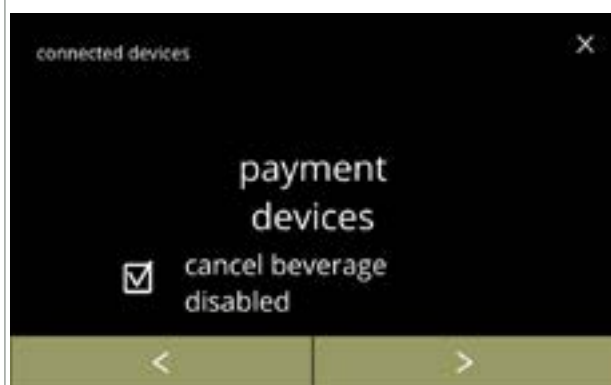 connected devices
X
payment
devices
cancel beverage
disabled
< >